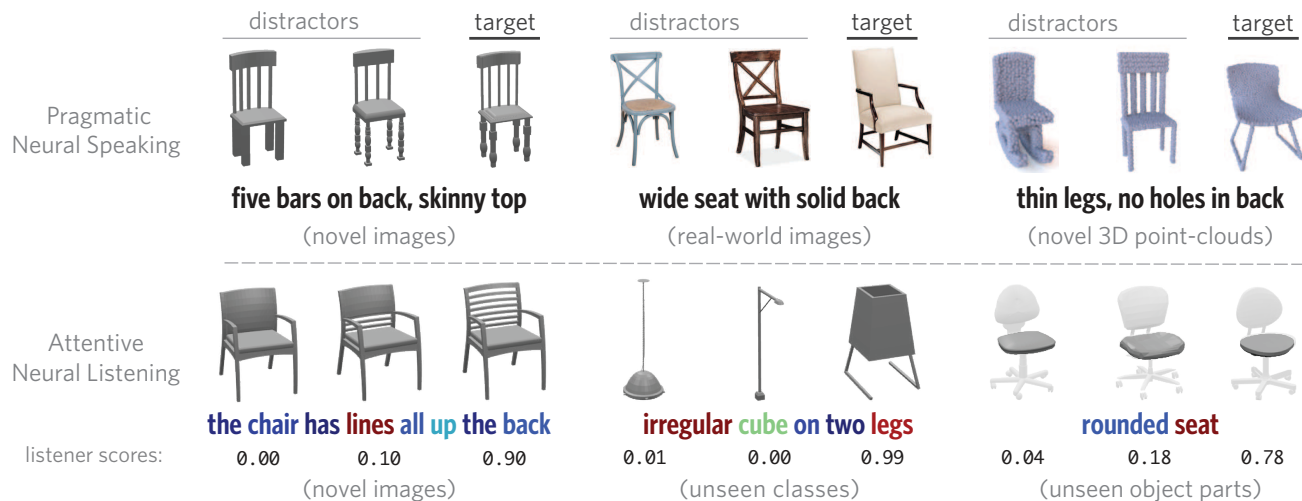 distractors target distractors target distractors target
Pragmatic
Neural Speaking
five bars on back, skinny top wide seat with solid back thin legs, no holes in back
(novel images) (real-world images) (novel 3D point-clouds)
Attentive
Neural Listening
the chair has lines all up the back irregular cube on two legs rounded seat
listener scores: 0.00 0.10 0.90 0.01 0.00 0.99 0.04 0.18 0.78
(novel images) (unseen classes) (unseen object parts)